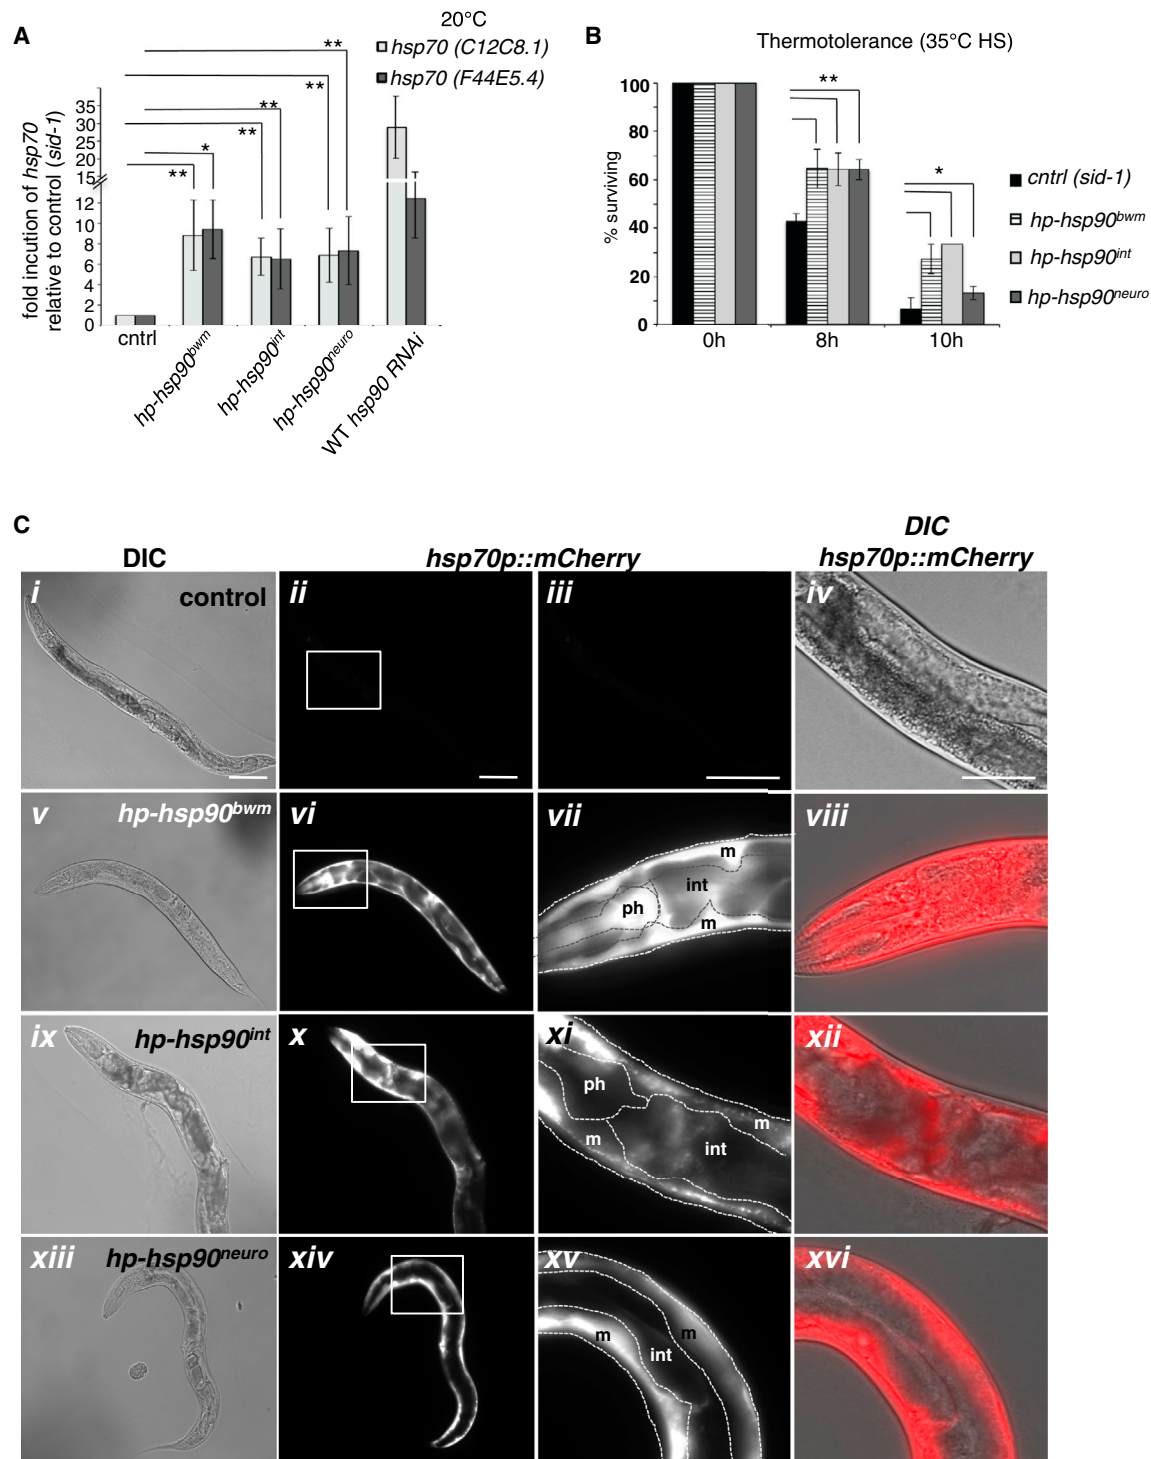 A
20°C
hsp70 (C12C8.1)
hsp70 (F44E5.4)
fold incution of hsp70
relative to control (sid-1)
35
30
25
20
15
12
10
8
6
4
2
0
**
**
**
**
*
**
cntrl
hp-hsp90bwm
hp-hsp90int
hp-hsp90neuro
WT hsp90 RNAi
B
Thermotolerance (35°C HS)
% surviving
100
80
60
40
20
0
**
*
0h
8h
10h
cntrl (sid-1)
hp-hsp90bwm
hp-hsp90int
hp-hsp90neuro
C
DIC
hsp70p::mCherry
DIC
hsp70p::mCherry
i
control
ii
iii
iv
v
hp-hsp90bwm
vi
vii
m
int
ph
m
viii
ix
hp-hsp90int
x
xi
ph
m
m
int
xii
xiii
hp-hsp90neuro
xiv
xv
m
m
int
xvi